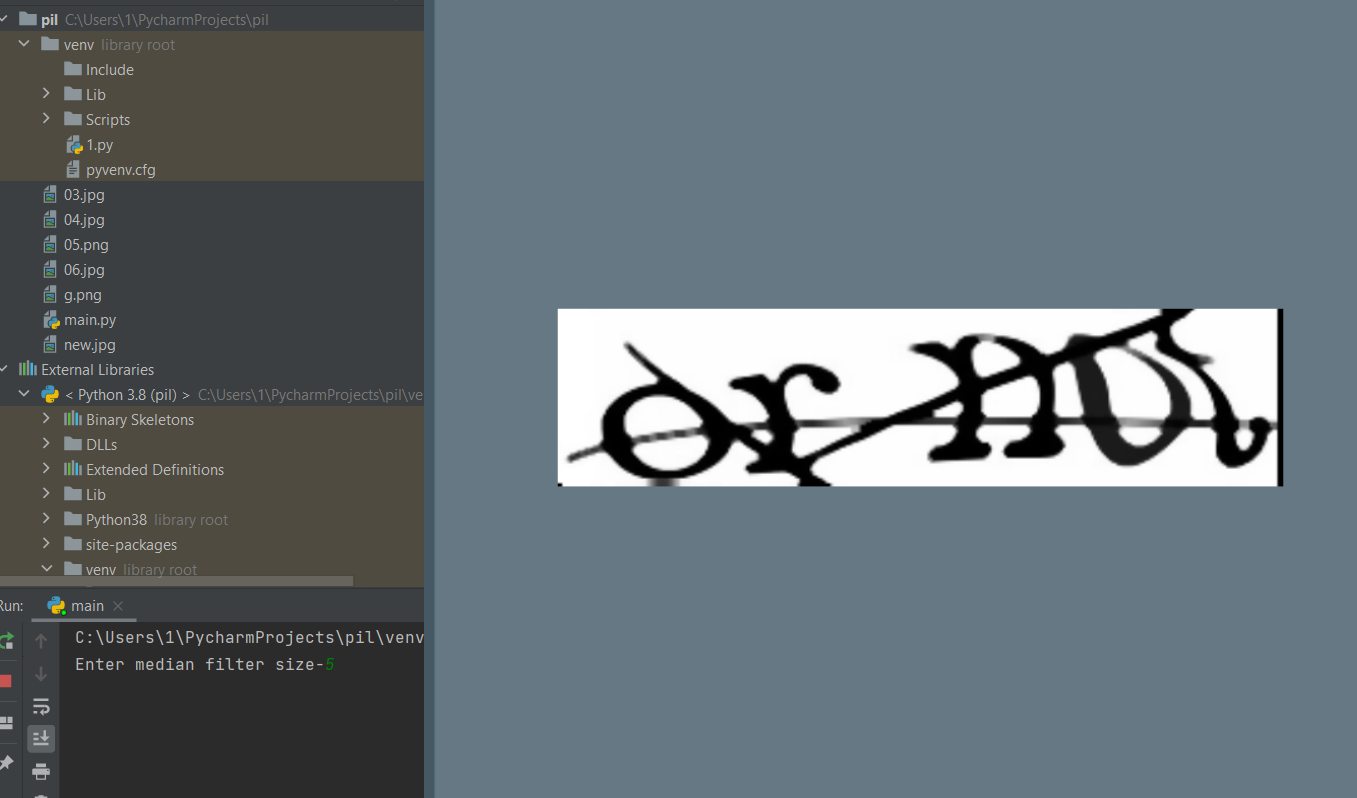 pil C:\Users\1\PycharmProjects\pil
venv library root
Include
Lib
Scripts
1.py
pyvenv.cfg
03.jpg
04.jpg
05.png
06.jpg
g.png
main.py
new.jpg
External Libraries
< Python 3.8 (pil) > C:\Users\1\PycharmProjects\pil\ve
Binary Skeletons
DLLs
Extended Definitions
Lib
Python38 library root
site-packages
venv library root
Run: main
C:\Users\1\PycharmProjects\pil\venv
Enter median filter size-5